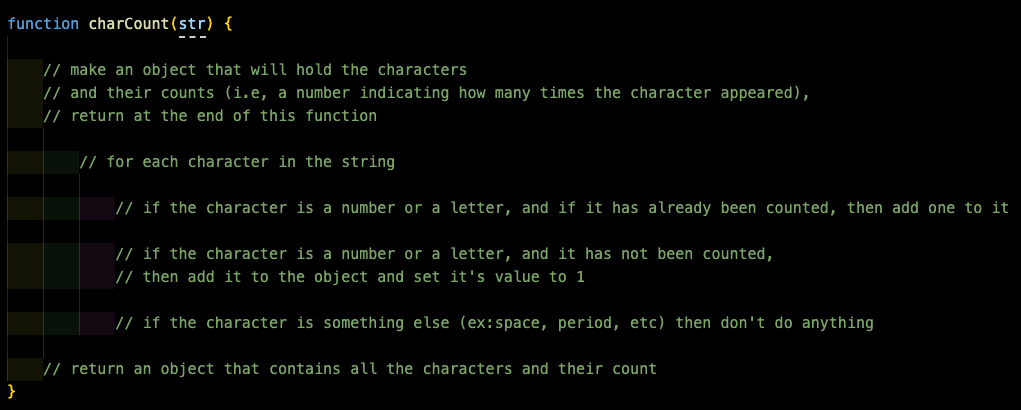 function charCount(str) {
// make an object that will hold the characters
// and their counts (i.e, a number indicating how many times the character appeared),
// return at the end of this function
// for each character in the string
// if the character is a number or a letter, and if it has already been counted, then add one to it
// if the character is a number or a letter, and it has not been counted,
// then add it to the object and set it's value to 1
// if the character is something else (ex:space, period, etc) then don't do anything
// return an object that contains all the characters and their count
}